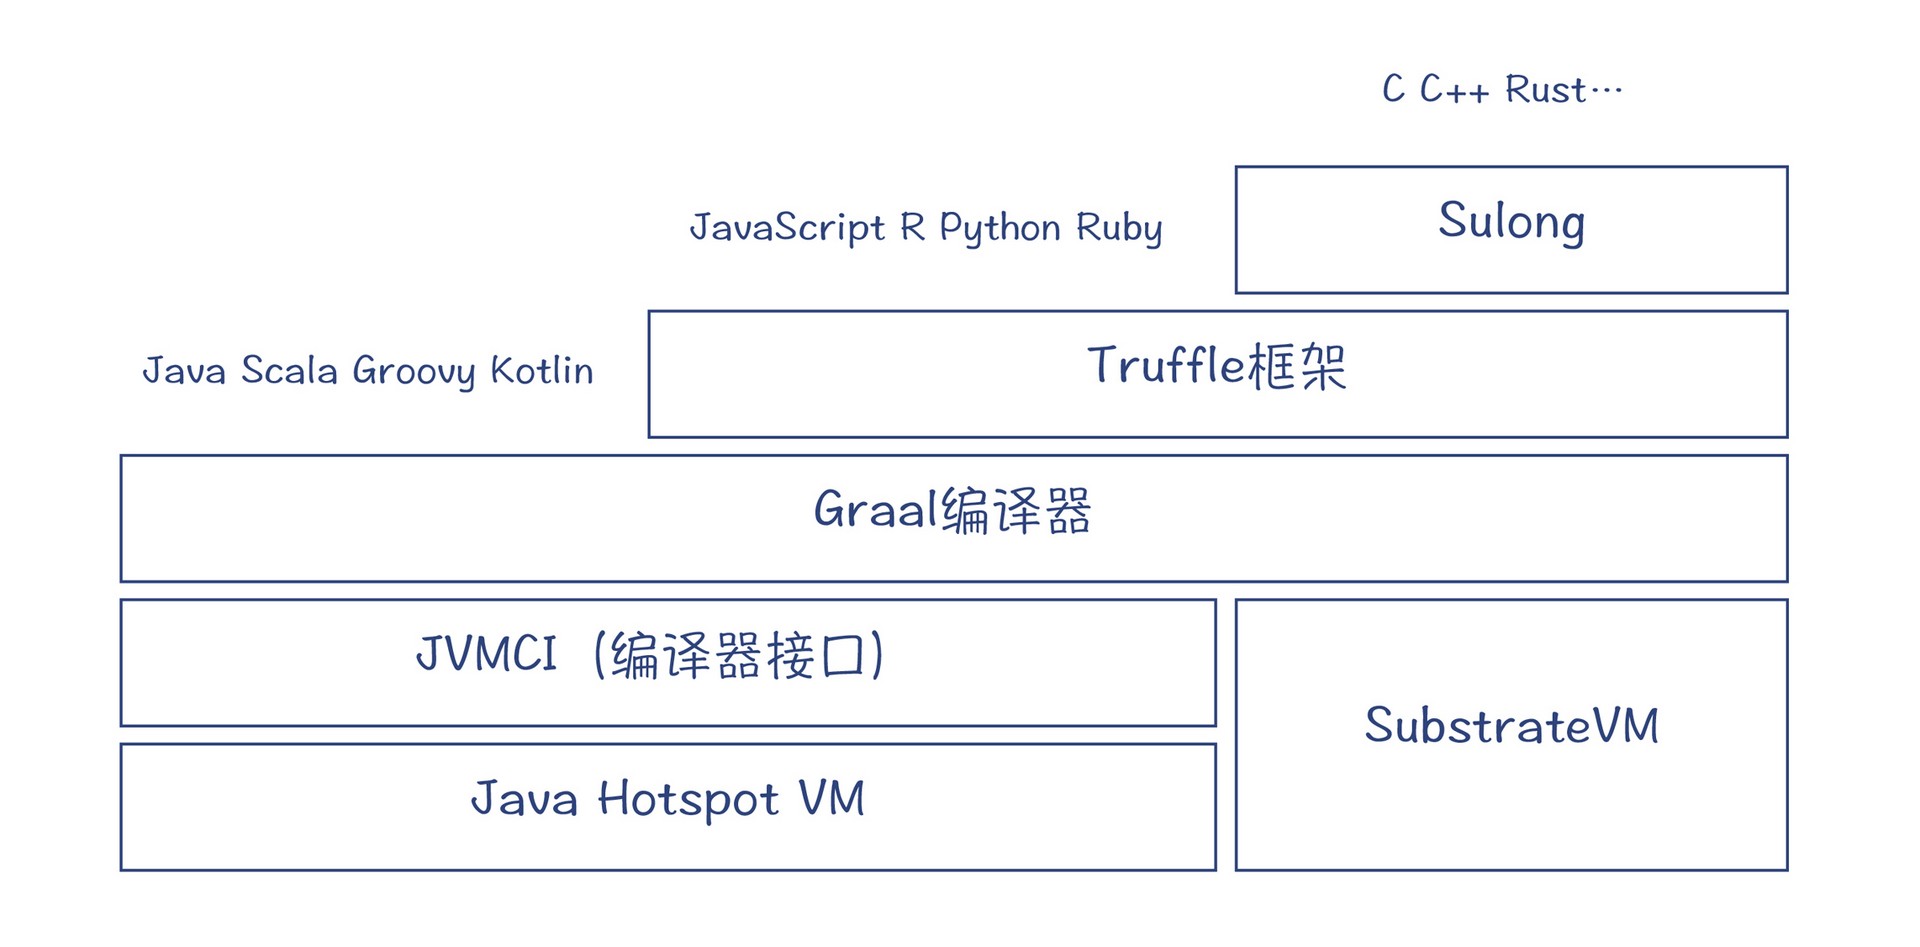 C C++ Rust…
JavaScript R Python Ruby
Sulong
Java Scala Groovy Kotlin
Truffle框架
Graal编译器
JVMCI（编译器接口）
SubstrateVM
Java Hotspot VM